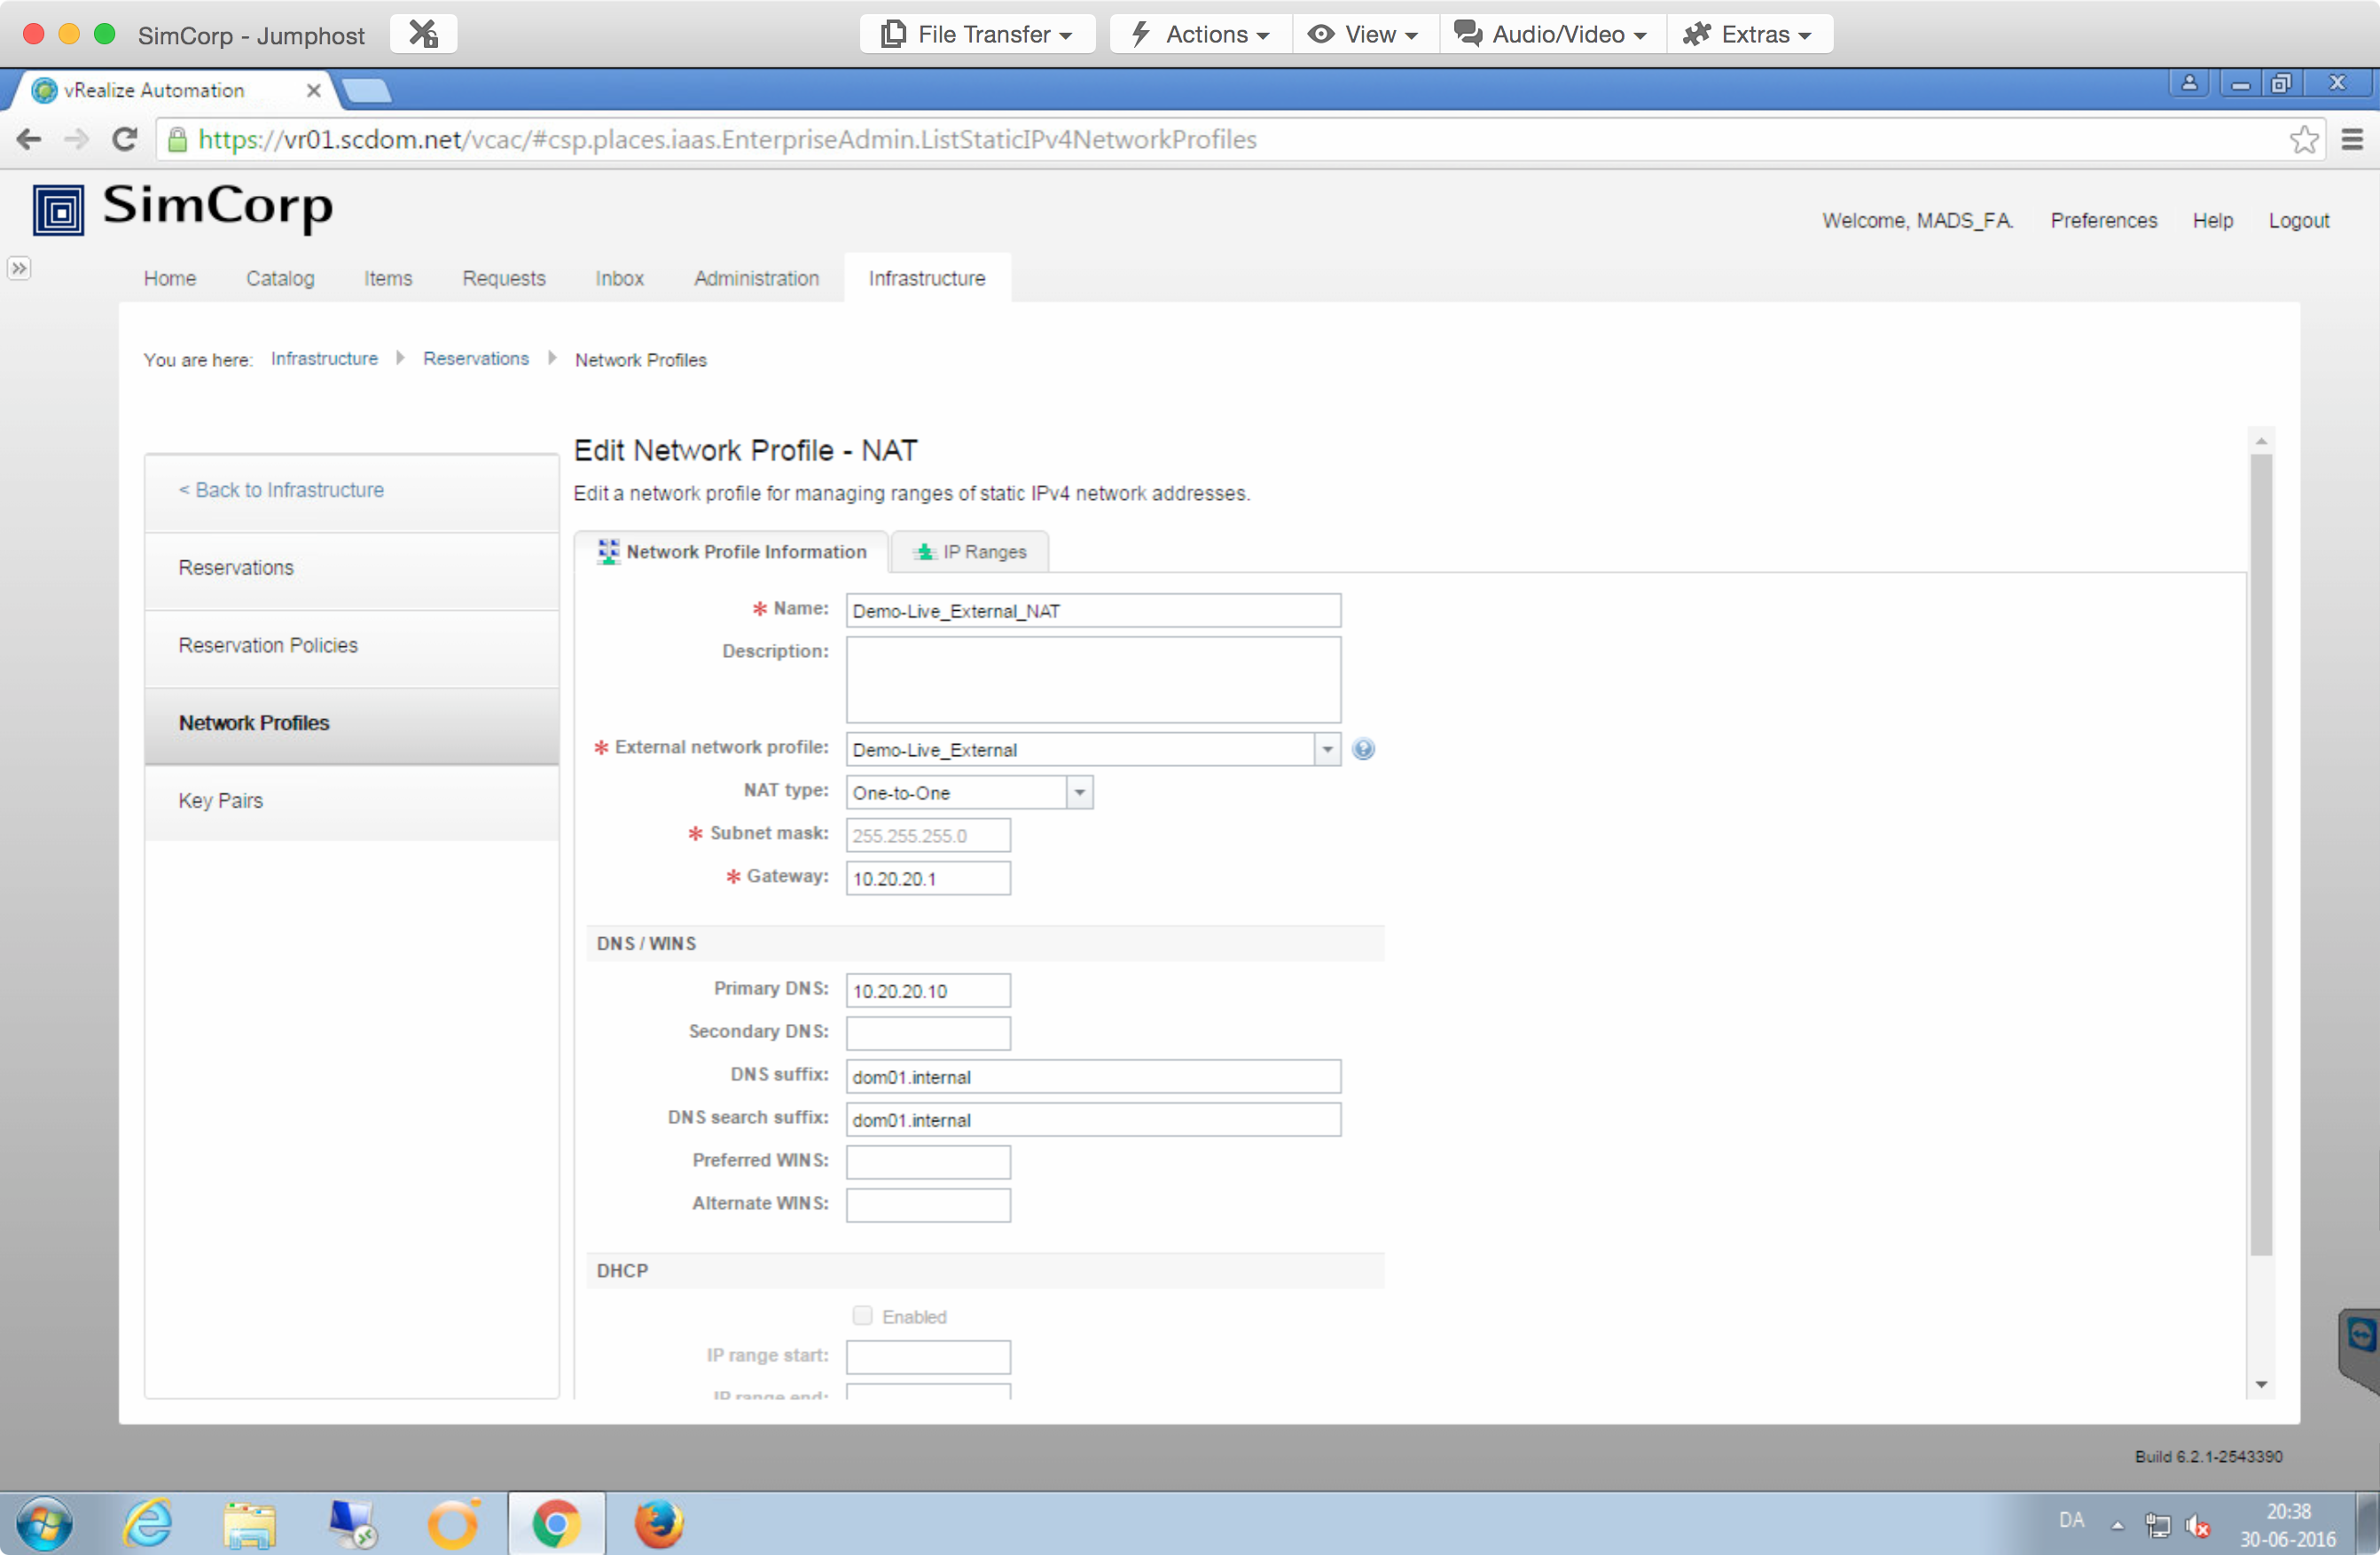 SimCorp - Jumphost
File Transfer
Actions
View
Audio/Video
Extras
vRealize Automation
https://vr01.scdom.net/vcac/#csp.places.iaas.EnterpriseAdmin.ListStaticIPv4NetworkProfiles
SimCorp
Welcome, MADS_FA.
Preferences
Help
Logout
Home
Catalog
Items
Requests
Inbox
Administration
Infrastructure
You are here: Infrastructure Reservations Network Profiles
< Back to Infrastructure
Reservations
Reservation Policies
Network Profiles
Key Pairs
Edit Network Profile - NAT
Edit a network profile for managing ranges of static IPv4 network addresses.
Network Profile Information
IP Ranges
* Name: Demo-Live_External_NAT
Description:
* External network profile: Demo-Live_External
NAT type: One-to-One
* Subnet mask: 255.255.255.0
* Gateway: 10.20.20.1
DNS / WINS
Primary DNS: 10.20.20.10
Secondary DNS:
DNS suffix: dom01.internal
DNS search suffix: dom01.internal
Preferred WINS:
Alternate WINS:
DHCP
Enabled
IP range start:
IP range end:
Build 6.2.1-2543390
DA
20:38
30-06-2016